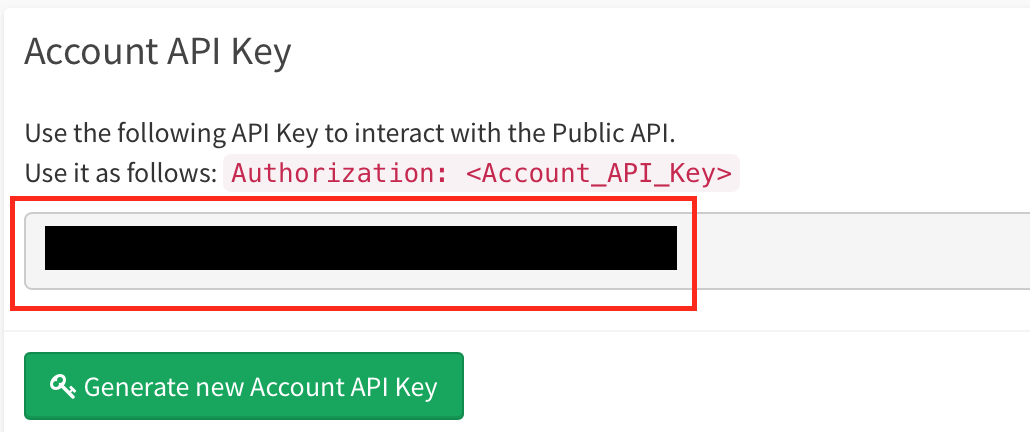 Account API Key
Use the following API Key to interact with the Public API.
Use it as follows: Authorization: <Account_API_Key>
Generate new Account API Key